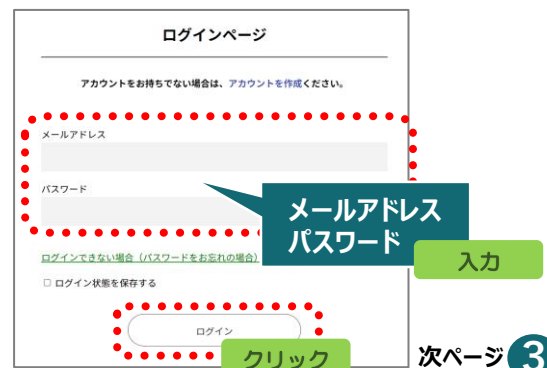 ログインページ
アカウントをお持ちでない場合は、アカウントを作成ください。
メールアドレス
パスワード
メールアドレス
パスワード
入力
ログインできない場合（パスワードをお忘れの場合）
ログイン状態を保存する
ログイン
クリック
次ページ 3